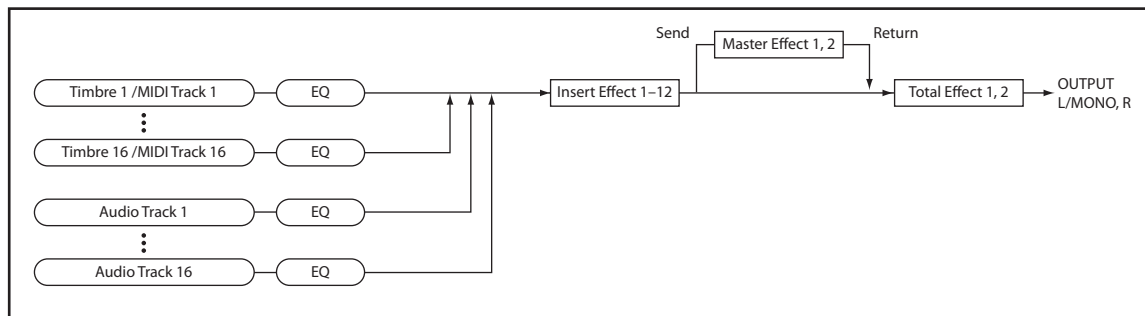 Send
Master Effect 1, 2
Return
Timbre 1 /MIDI Track 1
EQ
Insert Effect 1–12
Total Effect 1, 2
OUTPUT
L/MONO, R
Timbre 16 /MIDI Track 16
EQ
Audio Track 1
EQ
Audio Track 16
EQ